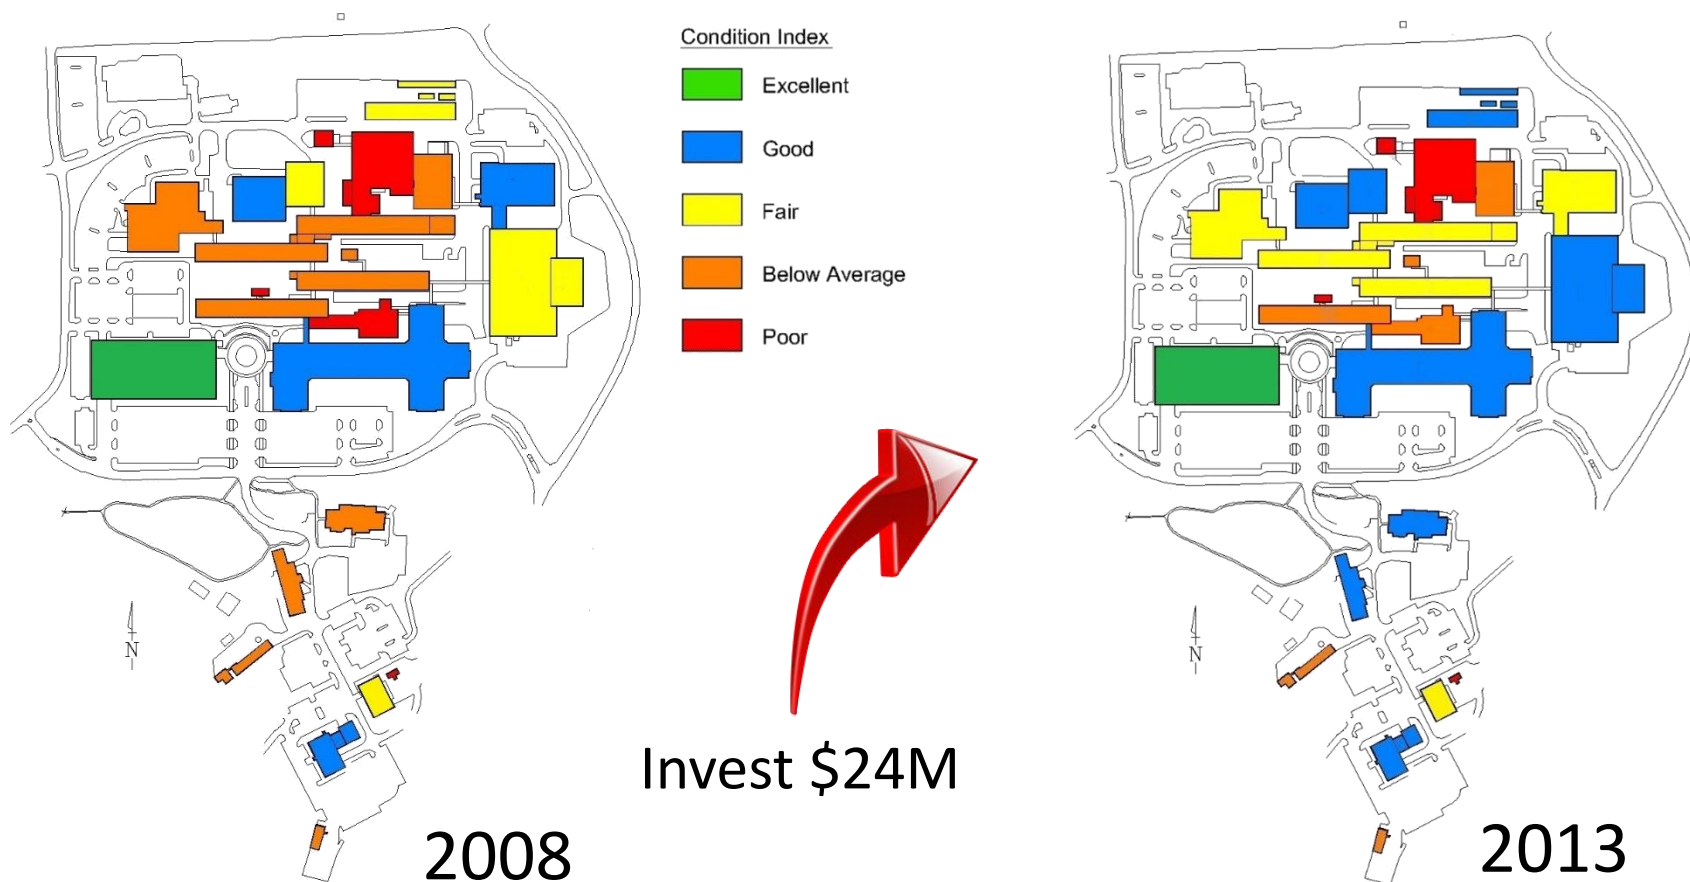 Condition Index
Excellent
Good
Fair
Below Average
Poor
N
N
Invest $24M
2008
2013